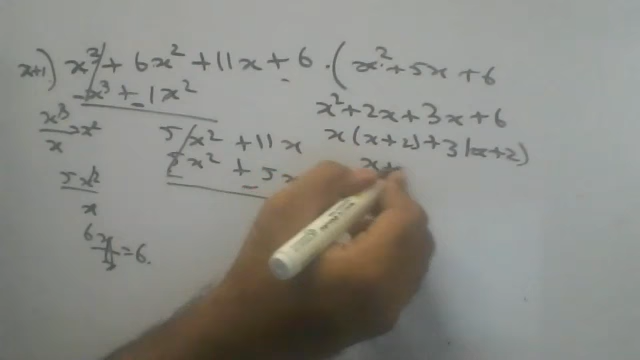 x+1) x³ + 6x² + 11x + 6 . ( x² + 5x + 6
x³ + 1x²
x³/x = x²
5x² + 11x
5x² + 5x
5x²/x
6x/x = 6.
x² + 2x + 3x + 6
x(x+2) + 3(x+2)
x+